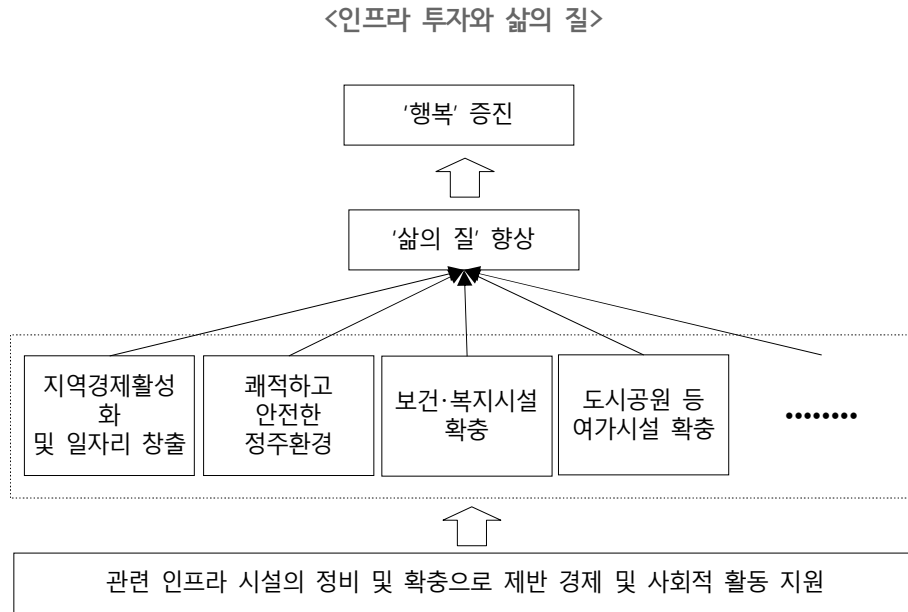 <인프라 투자와 삶의 질>
'행복' 증진
'삶의 질' 향상
지역경제활성
화
및 일자리 창출
쾌적하고
안전한
정주환경
보건·복지시설
확충
도시공원 등
여가시설 확충
••••••••
관련 인프라 시설의 정비 및 확충으로 제반 경제 및 사회적 활동 지원